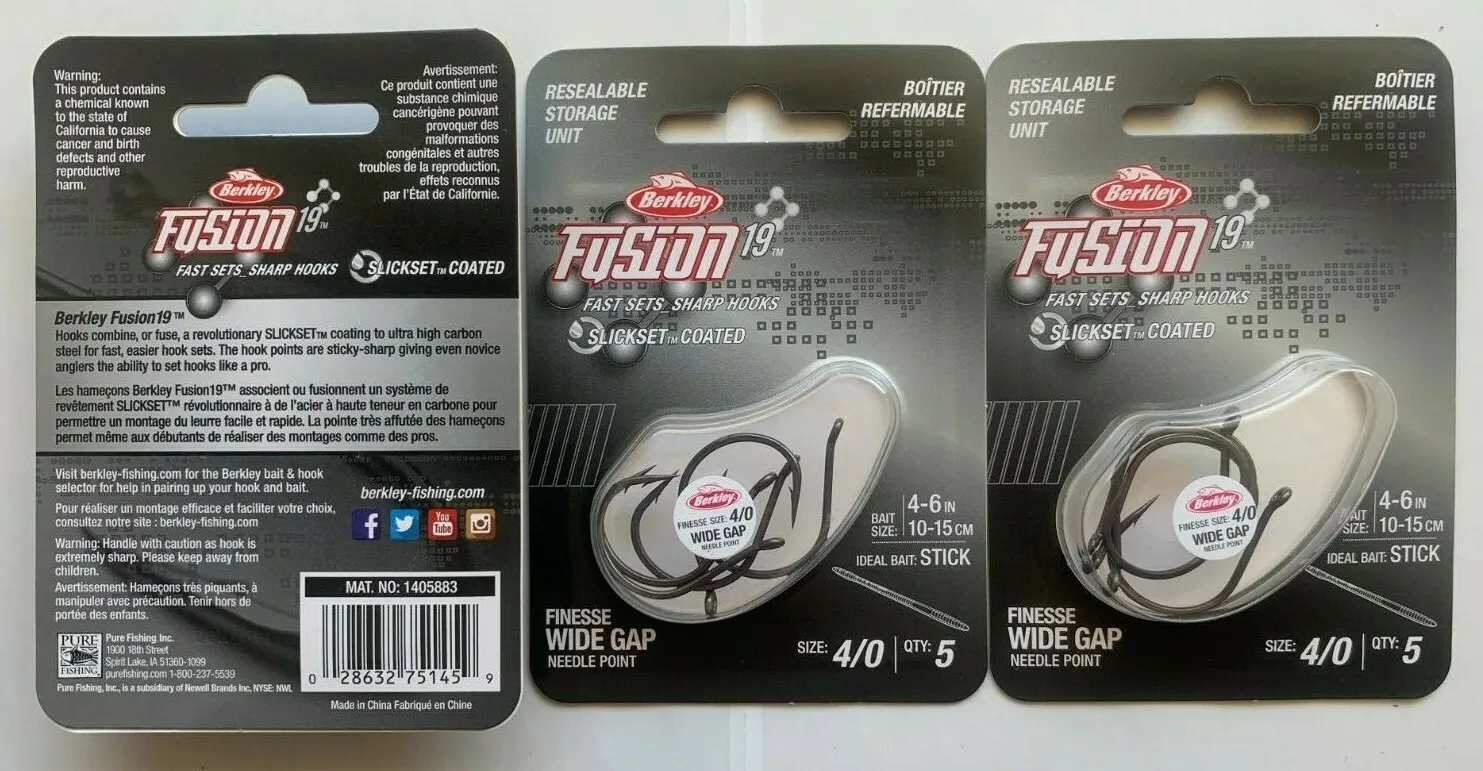 Warning:
This product contains
a chemical known
to the state of
California to cause
cancer and birth
defects and other
reproductive
harm.
Avertissement:
Ce produit contient une
substance chimique
cancérigène pouvant
provoquer des
malformations
congénitales et autres
troubles de la reproduction,
effets reconnus
par l'État de Californie.
Berkley
FUSION 19™
FAST SETS_SHARP HOOKS
SLICKSET™ COATED
Berkley Fusion19™
Hooks combine, or fuse, a revolutionary SLICKSET™ coating to ultra high carbon
steel for fast, easier hook sets. The hook points are sticky-sharp giving even novice
anglers the ability to set hooks like a pro.
Les hameçons Berkley Fusion19™ associent ou fusionnent un système de
revêtement SLICKSET™ révolutionnaire à de l'acier à haute teneur en carbone pour
permettre un montage du leurre facile et rapide. La pointe très affutée des hameçons
permet même aux débutants de réaliser des montages comme des pros.
Visit berkley-fishing.com for the Berkley bait & hook
selector for help in pairing up your hook and bait.
Pour réaliser un montage efficace et faciliter votre choix,
consultez notre site : berkley-fishing.com
Warning: Handle with caution as hook is
extremely sharp. Please keep away from
children.
Avertissement: Hameçons très piquants, à
manipuler avec précaution. Tenir hors de
portée des enfants.
berkley-fishing.com
f
You
Tube
MAT. NO: 1405883
0 28632 75145 9
PURE
FISHING
Pure Fishing, Inc.
1900 18th Street
Spirit Lake, IA 51360-1099
purefishing.com 1-800-237-5539
Pure Fishing, Inc., is a subsidiary of Newell Brands Inc, NYSE: NWL
Made in China Fabriqué en Chine
RESEALABLE
STORAGE
UNIT
BOÎTIER
REFERMABLE
Berkley
FUSION 19™
FAST SETS_SHARP HOOKS
SLICKSET™ COATED
Berkley
FINESSE SIZE: 4/0
WIDE GAP
NEEDLE POINT
BAIT
SIZE:
4-6 IN
10-15 CM
IDEAL BAIT: STICK
FINESSE
WIDE GAP
NEEDLE POINT
SIZE: 4/0 QTY: 5
RESEALABLE
STORAGE
UNIT
BOÎTIER
REFERMABLE
Berkley
FUSION 19™
FAST SETS_SHARP HOOKS
SLICKSET™ COATED
Berkley
FINESSE SIZE: 4/0
WIDE GAP
NEEDLE POINT
BAIT
SIZE:
4-6 IN
10-15 CM
IDEAL BAIT: STICK
FINESSE
WIDE GAP
NEEDLE POINT
SIZE: 4/0 QTY: 5